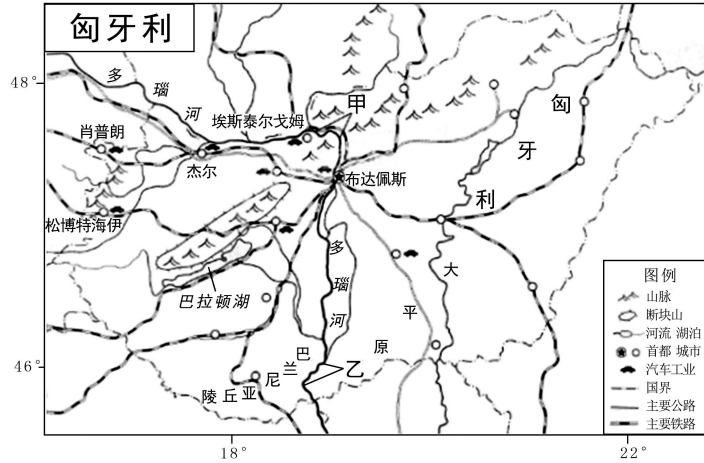 匈牙利
48°
46°
18°
22°
多瑙河
埃斯泰尔戈姆
甲
肖普朗
杰尔
布达佩斯
松博特海伊
巴拉顿湖
多瑙河
匈牙利大平原
乙
巴兰尼亚丘陵
图例
山脉
断块山
河流 湖泊
首都 城市
汽车工业
国界
主要公路
主要铁路